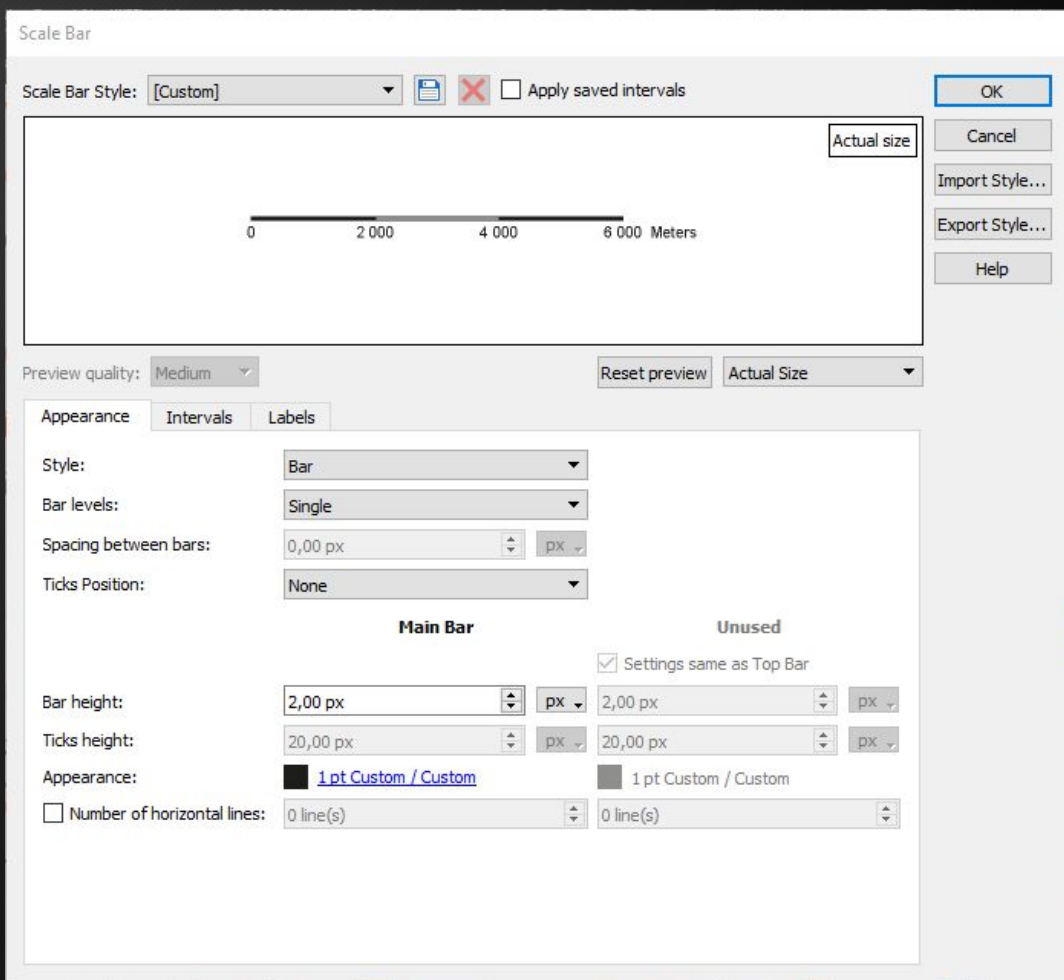 Scale Bar
Scale Bar Style: [Custom] Apply saved intervals OK
Actual size Cancel
Import Style...
0 2 000 4 000 6 000 Meters Export Style...
Help
Preview quality: Medium Reset preview Actual Size
Appearance Intervals Labels
Style: Bar
Bar levels: Single
Spacing between bars: 0,00 px px
Ticks Position: None
Main Bar Unused
Settings same as Top Bar
Bar height: 2,00 px px 2,00 px px
Ticks height: 20,00 px px 20,00 px px
Appearance: 1 pt Custom / Custom 1 pt Custom / Custom
Number of horizontal lines: 0 line(s) 0 line(s)